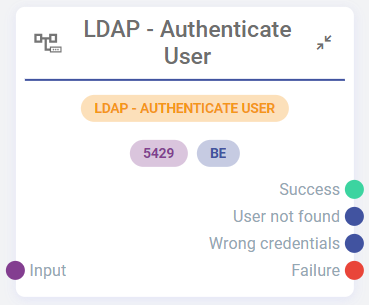 LDAP - Authenticate
User
LDAP - AUTHENTICATE USER
5429 BE
Success
User not found
Wrong credentials
Input Failure